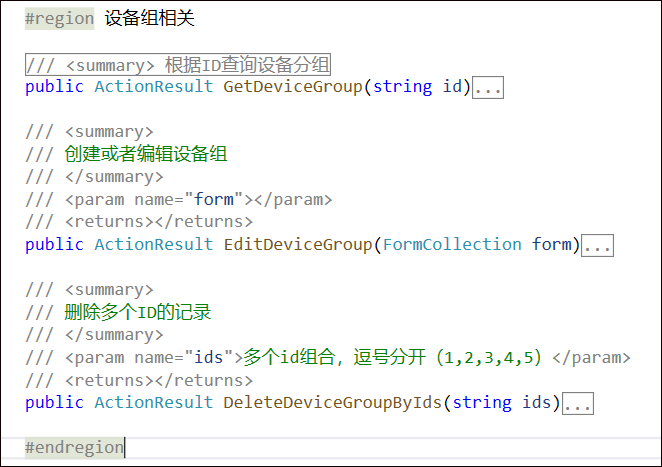 #region 设备组相关
/// <summary> 根据ID查询设备分组
public ActionResult GetDeviceGroup(string id)...
/// <summary>
/// 创建或者编辑设备组
/// </summary>
/// <param name="form"></param>
/// <returns></returns>
public ActionResult EditDeviceGroup(FormCollection form)...
/// <summary>
/// 删除多个ID的记录
/// </summary>
/// <param name="ids">多个id组合，逗号分开（1,2,3,4,5）</param>
/// <returns></returns>
public ActionResult DeleteDeviceGroupByIds(string ids)...
#endregion